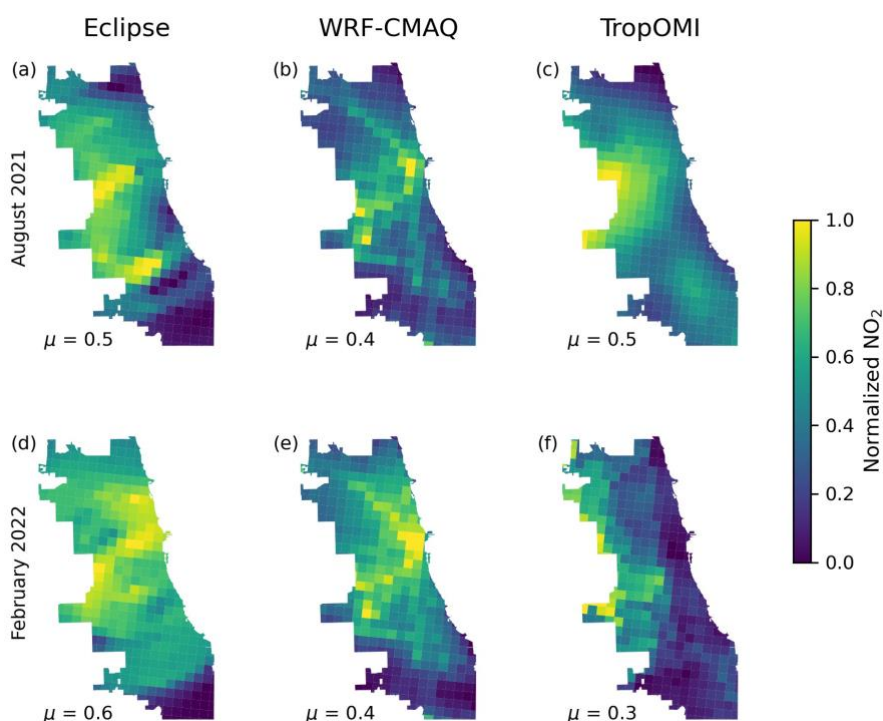 Eclipse WRF-CMAQ TropOMI
(a) (b) (c)
August 2021
μ = 0.5 μ = 0.4 μ = 0.5
(d) (e) (f)
February 2022
μ = 0.6 μ = 0.4 μ = 0.3
1.0
0.8
0.6
0.4
0.2
0.0
Normalized NO₂